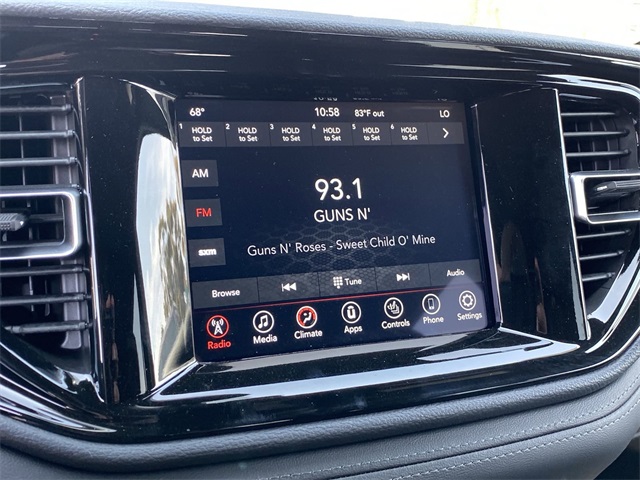 68° 10:58 83°F out LO
1 HOLD to Set 2 HOLD to Set 3 HOLD to Set 4 HOLD to Set 5 HOLD to Set 6 HOLD to Set >
AM
93.1
FM
GUNS N'
SXM
Guns N' Roses - Sweet Child O' Mine
Browse Tune Audio
Radio Media Climate Apps Controls Phone Settings